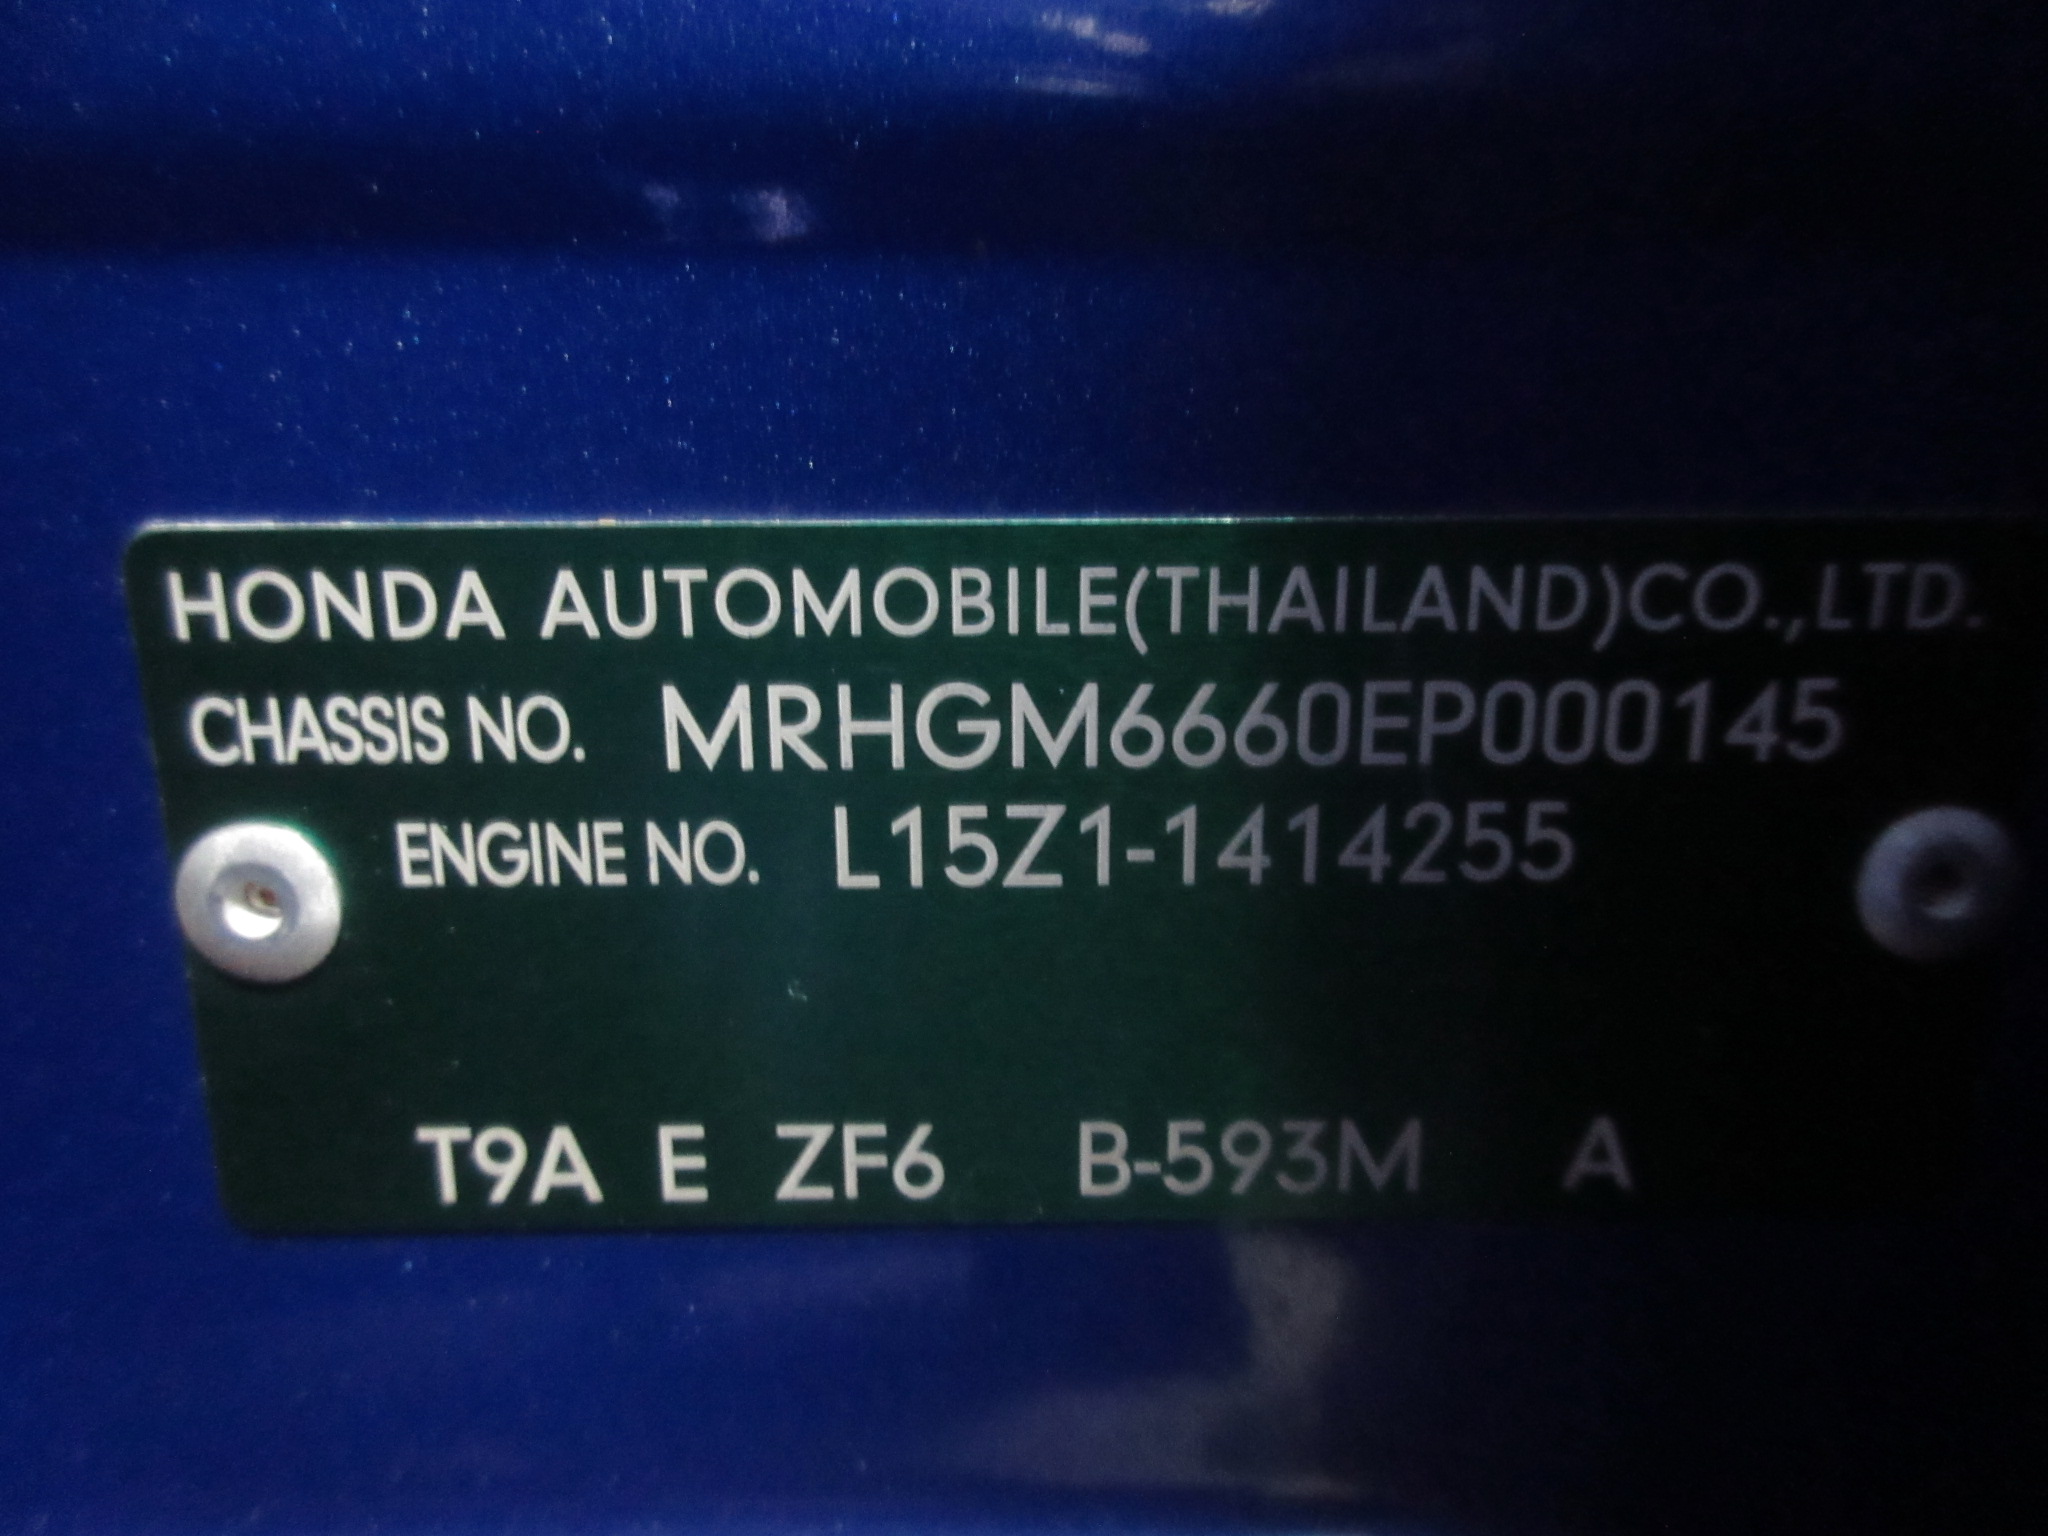 HONDA AUTOMOBILE(THAILAND)CO.,LTD.
CHASSIS NO. MRHGM6660EP000145
ENGINE NO. L15Z1-1414255
T9A E ZF6 B-593M A